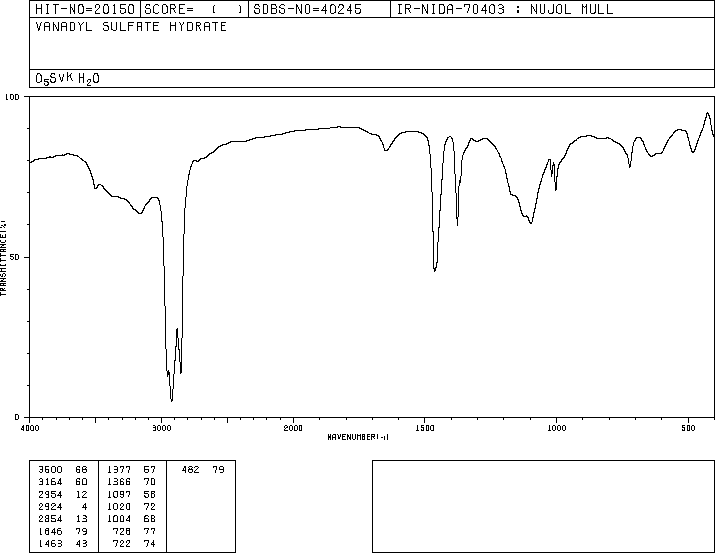 HIT-NO=20150 SCORE= ( ) SDBS-NO=40245 IR-NIDA-70403 : NUJOL MULL
VANADYL SULFATE HYDRATE
O5SVK H2O
100
50
0
TRANSMITTANCE(%)
4000 3000 2000 1500 1000 500
WAVENUMBER(-1)
3500 68 1377 57 482 79
3164 60 1366 70
2954 12 1097 58
2924 4 1020 72
2854 13 1004 68
1646 79 728 77
1463 43 722 74